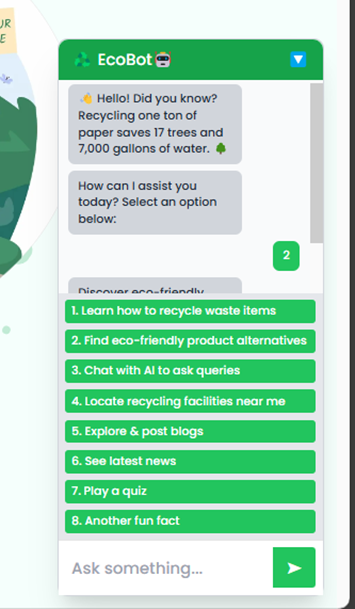 UR
E
EcoBot
Hello! Did you know?
Recycling one ton of
paper saves 17 trees and
7,000 gallons of water.
How can I assist you
today? Select an option
below:
2
Discover eco-friendly
1. Learn how to recycle waste items
2. Find eco-friendly product alternatives
3. Chat with AI to ask queries
4. Locate recycling facilities near me
5. Explore & post blogs
6. See latest news
7. Play a quiz
8. Another fun fact
Ask something...